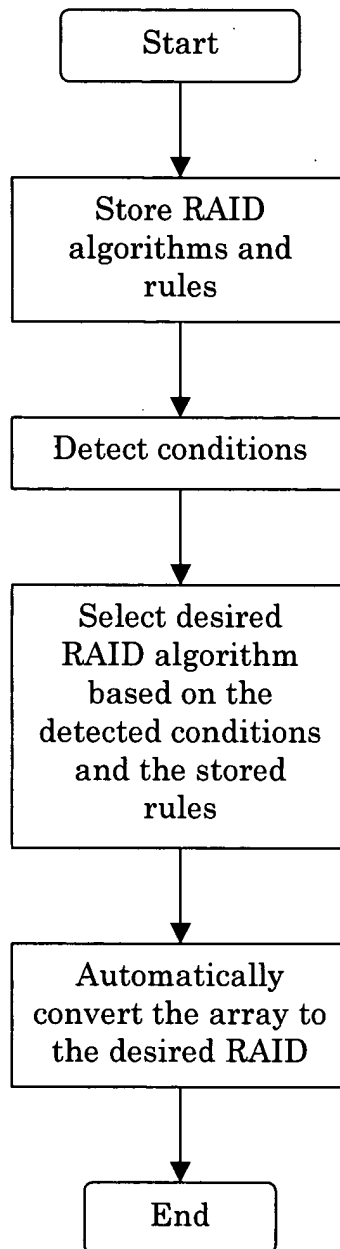 Start
Store RAID
algorithms and
rules
Detect conditions
Select desired
RAID algorithm
based on the
detected conditions
and the stored
rules
Automatically
convert the array to
the desired RAID
End